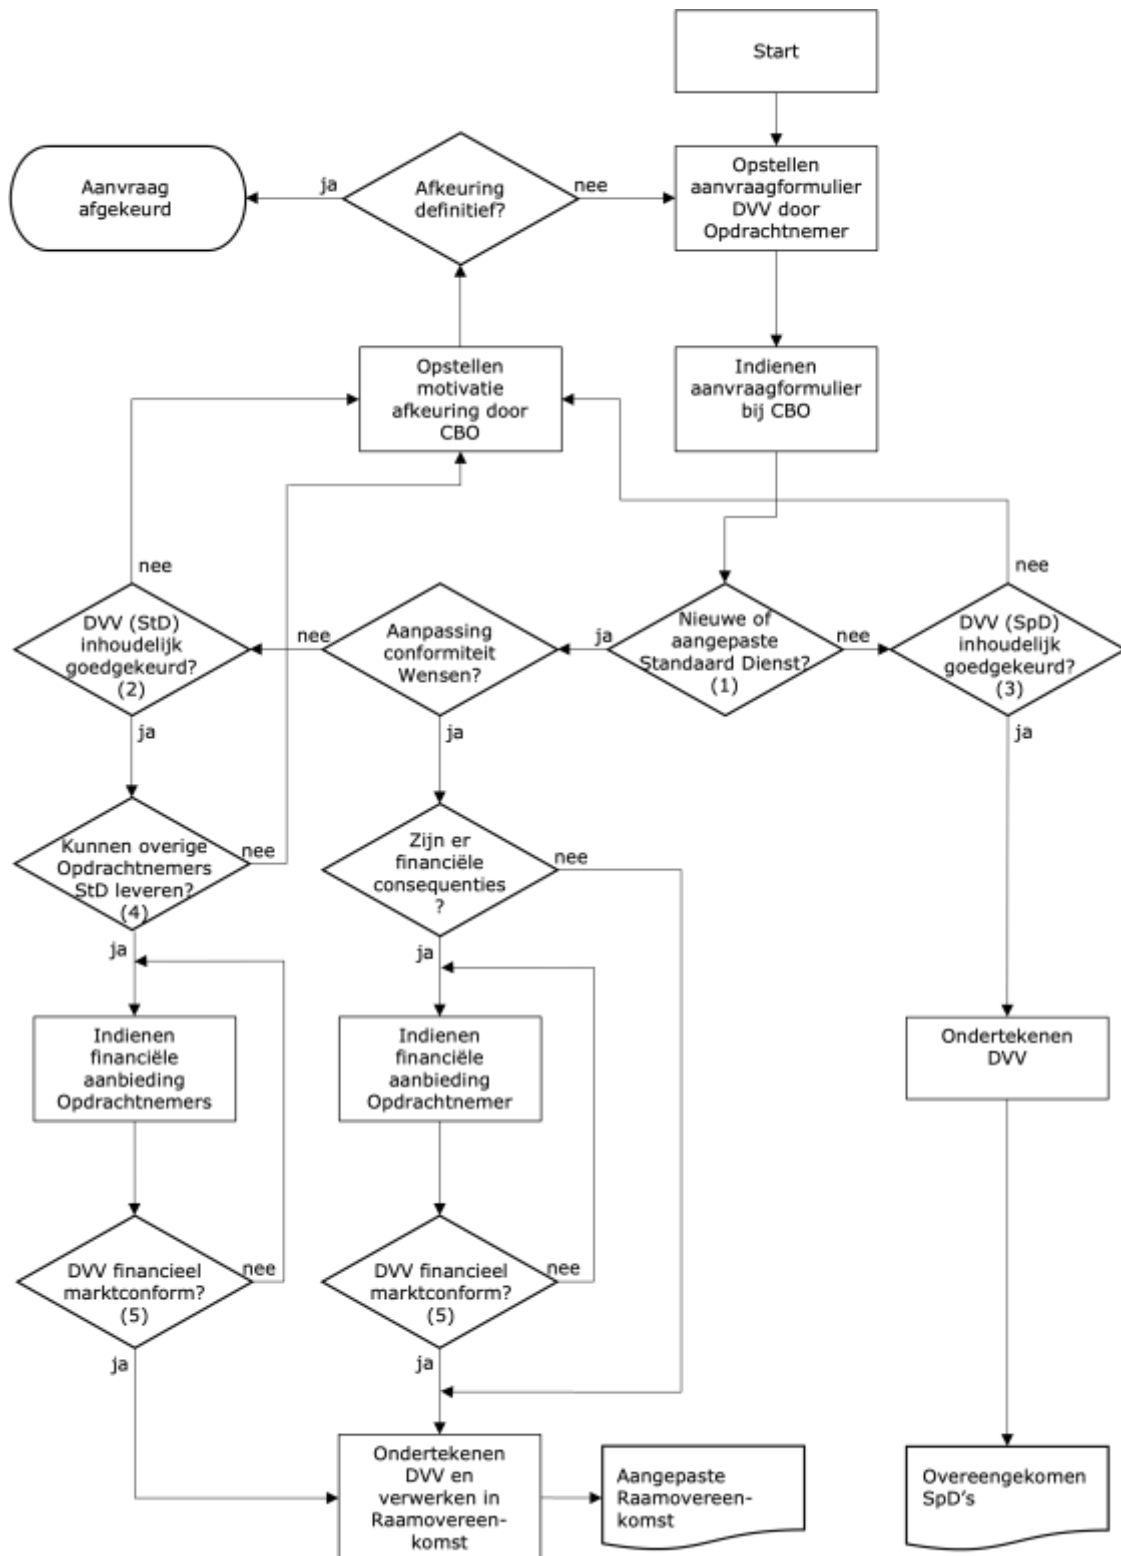 Start
Aanvraag
afgekeurd
ja
Afkeuring
definitief?
nee
Opstellen
aanvraagformulier
DVV door
Opdrachtnemer
Opstellen
motivatie
afkeuring door
CBO
Indienen
aanvraagformulier
bij CBO
nee
nee
DVV (StD)
inhoudelijk
goedgekeurd?
(2)
nee
Aanpassing
conformiteit
Wensen?
ja
Nieuwe of
aangepaste
Standaard Dienst?
(1)
nee
DVV (SpD)
inhoudelijk
goedgekeurd?
(3)
ja
ja
ja
Kunnen overige
Opdrachtnemers
StD leveren?
(4)
nee
Zijn er
financiële
consequenties
?
nee
ja
ja
Indienen
financiële
aanbieding
Opdrachtnemers
Indienen
financiële
aanbieding
Opdrachtnemer
Ondertekenen
DVV
DVV financieel
marktconform?
(5)
nee
DVV financieel
marktconform?
(5)
nee
ja
ja
Ondertekenen
DVV en
verwerken in
Raamovereen-
komst
Aangepaste
Raamovereen-
komst
Overeengekomen
SpD's